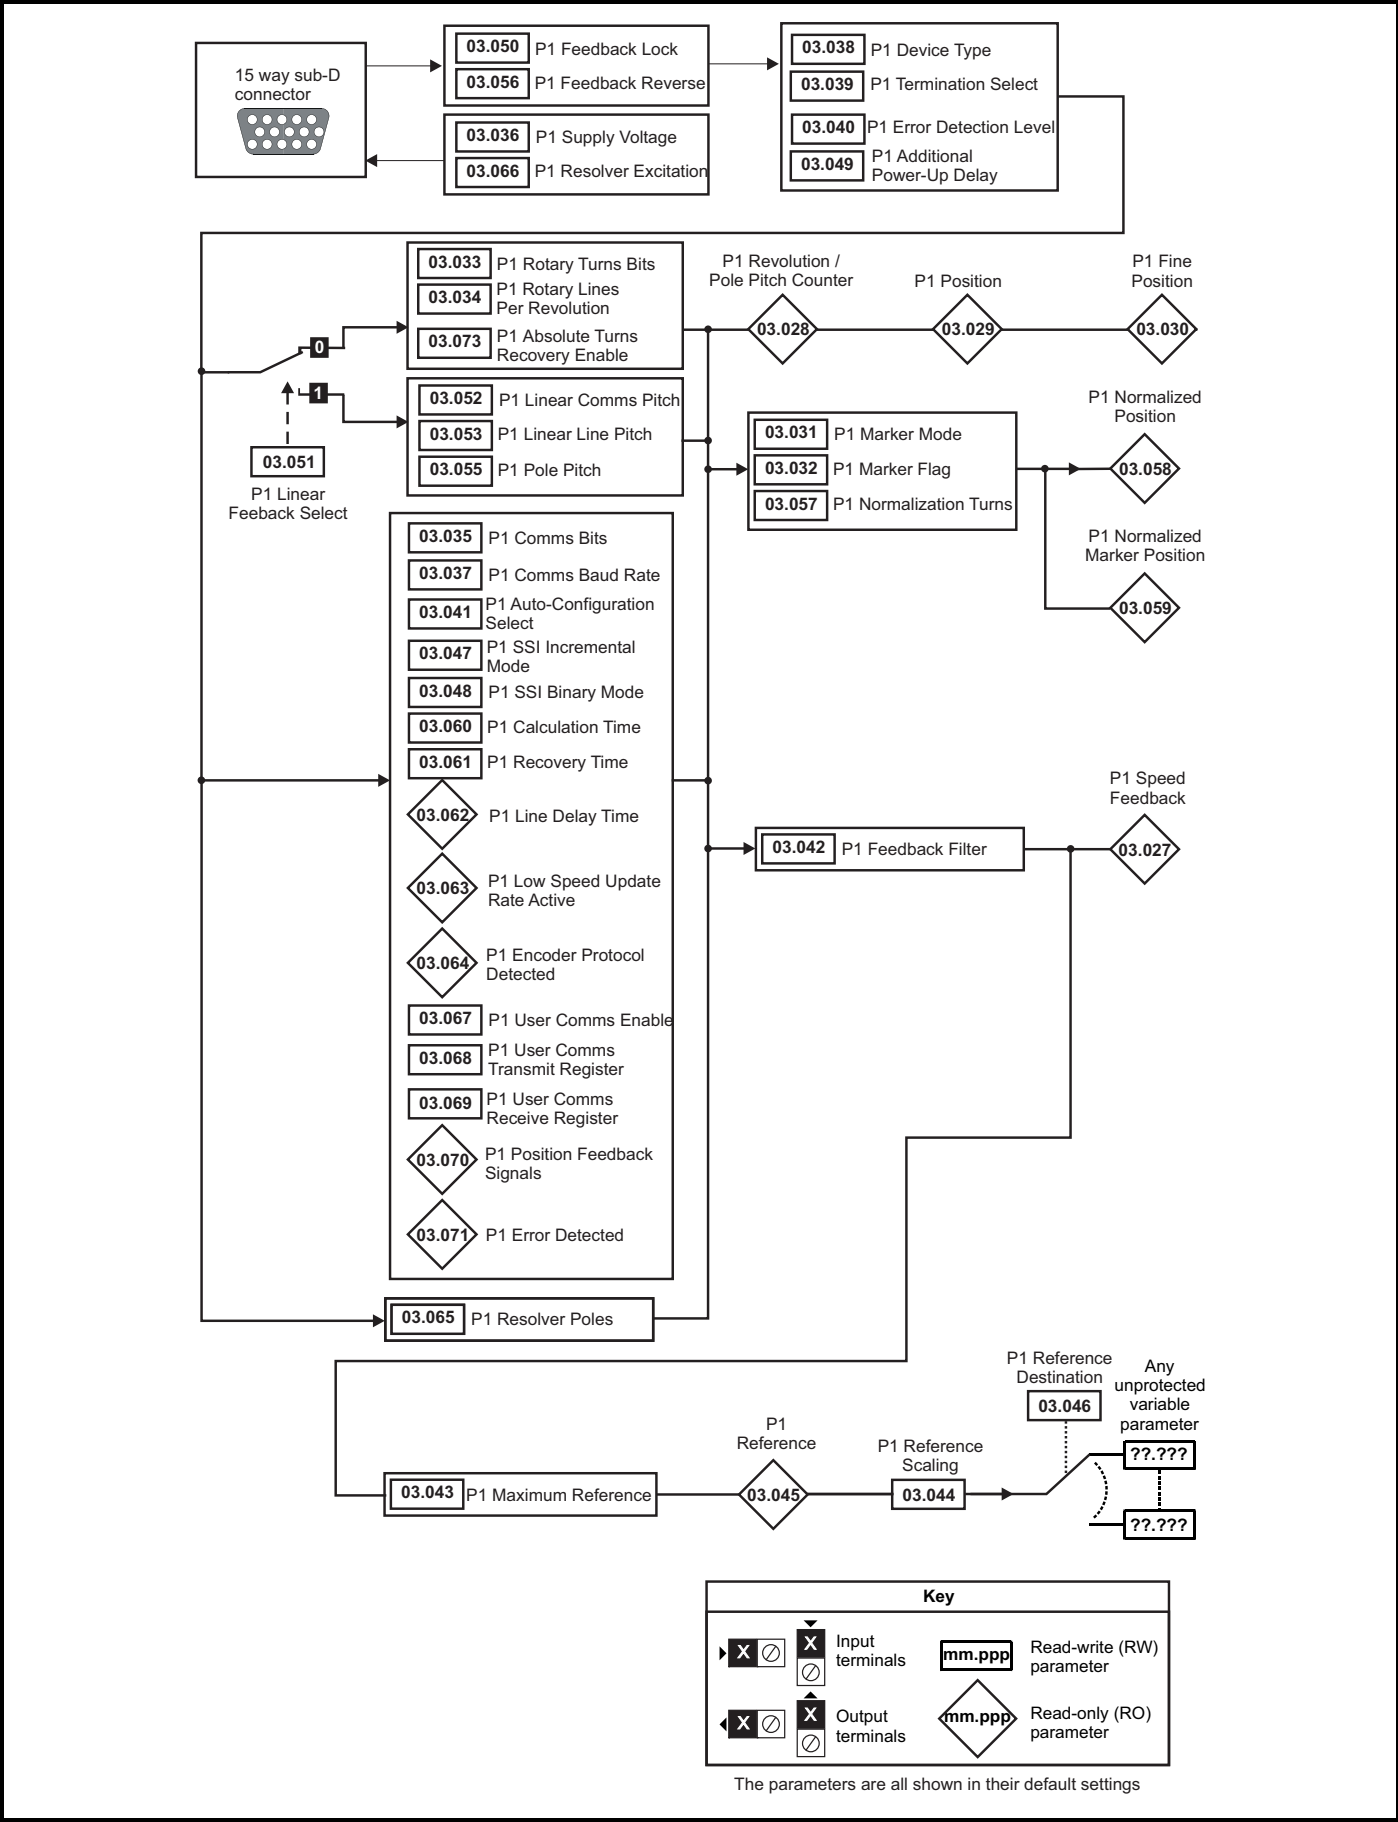 15 way sub-D
connector
03.050 P1 Feedback Lock
03.056 P1 Feedback Reverse
03.036 P1 Supply Voltage
03.066 P1 Resolver Excitation
03.038 P1 Device Type
03.039 P1 Termination Select
03.040 P1 Error Detection Level
03.049 P1 Additional
Power-Up Delay
03.033 P1 Rotary Turns Bits
03.034 P1 Rotary Lines
Per Revolution
03.073 P1 Absolute Turns
Recovery Enable
0
1
03.051
P1 Linear
Feeback Select
03.052 P1 Linear Comms Pitch
03.053 P1 Linear Line Pitch
03.055 P1 Pole Pitch
P1 Revolution /
Pole Pitch Counter
03.028
P1 Position
03.029
P1 Fine
Position
03.030
03.031 P1 Marker Mode
03.032 P1 Marker Flag
03.057 P1 Normalization Turns
P1 Normalized
Position
03.058
P1 Normalized
Marker Position
03.059
03.035 P1 Comms Bits
03.037 P1 Comms Baud Rate
03.041 P1 Auto-Configuration
Select
03.047 P1 SSI Incremental
Mode
03.048 P1 SSI Binary Mode
03.060 P1 Calculation Time
03.061 P1 Recovery Time
03.062 P1 Line Delay Time
03.063 P1 Low Speed Update
Rate Active
03.064 P1 Encoder Protocol
Detected
03.067 P1 User Comms Enable
03.068 P1 User Comms
Transmit Register
03.069 P1 User Comms
Receive Register
03.070 P1 Position Feedback
Signals
03.071 P1 Error Detected
03.042 P1 Feedback Filter
P1 Speed
Feedback
03.027
03.065 P1 Resolver Poles
03.043 P1 Maximum Reference
P1
Reference
03.045
P1 Reference
Scaling
03.044
P1 Reference
Destination
03.046
Any
unprotected
variable
parameter
??.???
??.???
Key
X X Input
terminals
mm.ppp Read-write (RW)
parameter
X X Output
terminals
mm.ppp Read-only (RO)
parameter
The parameters are all shown in their default settings